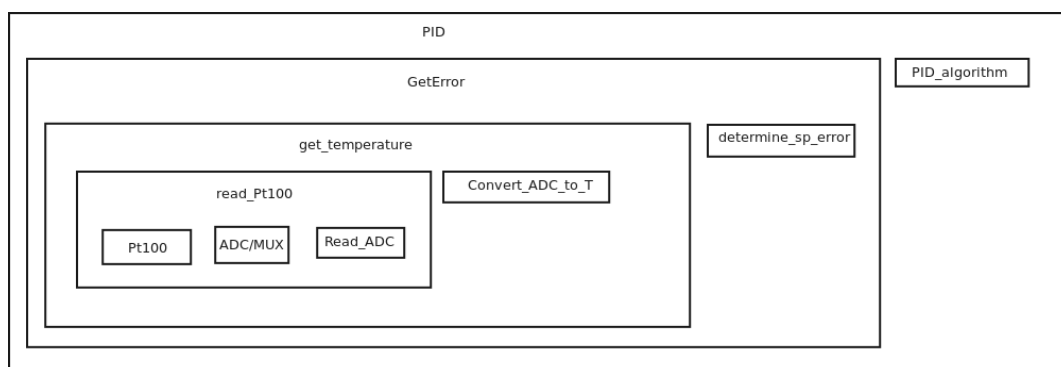 PID
PID_algorithm
GetError
determine_sp_error
get_temperature
Convert_ADC_to_T
read_Pt100
Pt100
ADC/MUX
Read_ADC